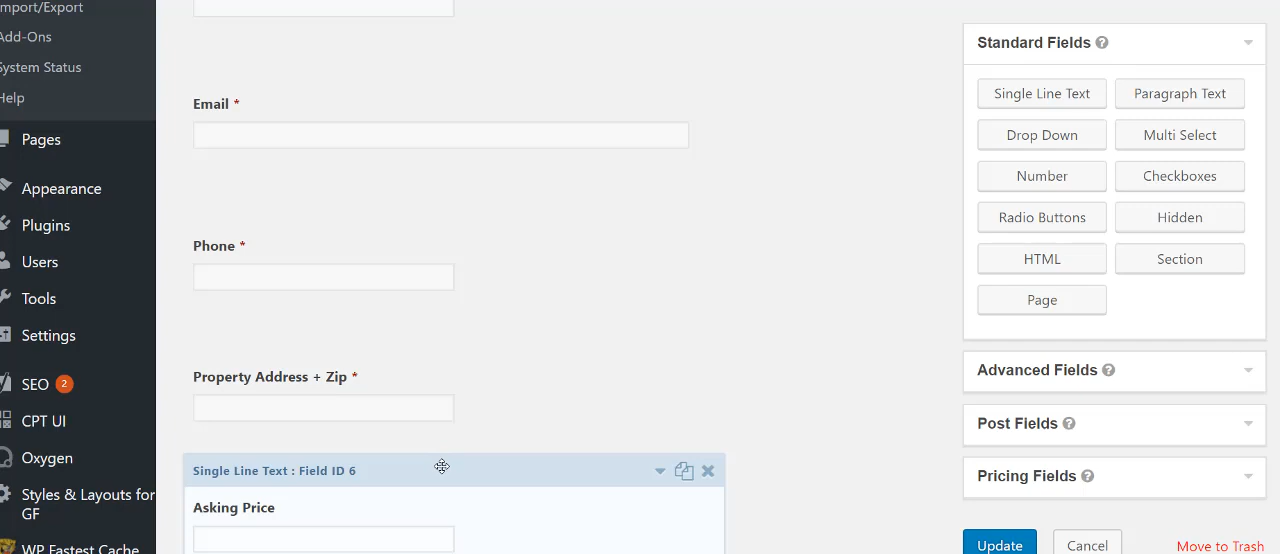 mport/Export
Add-Ons
System Status
Help
Pages
Appearance
Plugins
Users
Tools
Settings
SEO 2
CPT UI
Oxygen
Styles & Layouts for
GF
WP Fastest Cache
Email *
Phone *
Property Address + Zip *
Single Line Text : Field ID 6
Asking Price
Standard Fields ?
Single Line Text
Paragraph Text
Drop Down
Multi Select
Number
Checkboxes
Radio Buttons
Hidden
HTML
Section
Page
Advanced Fields ?
Post Fields ?
Pricing Fields ?
Update
Cancel
Move to Trash